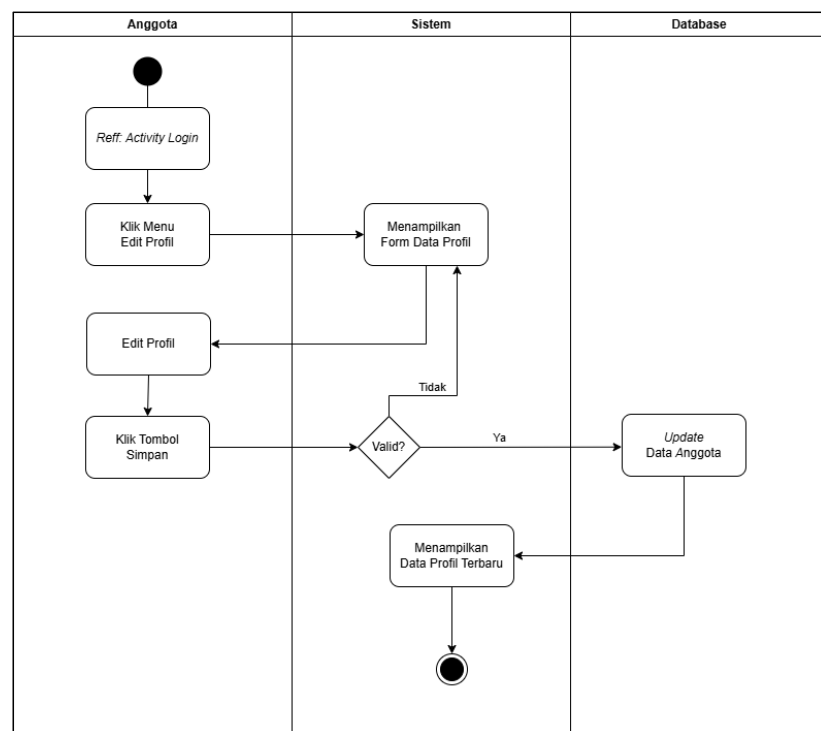 Anggota
Sistem
Database
Reff: Activity Login
Klik Menu
Edit Profil
Menampilkan
Form Data Profil
Edit Profil
Tidak
Klik Tombol
Simpan
Valid?
Ya
Update
Data Anggota
Menampilkan
Data Profil Terbaru